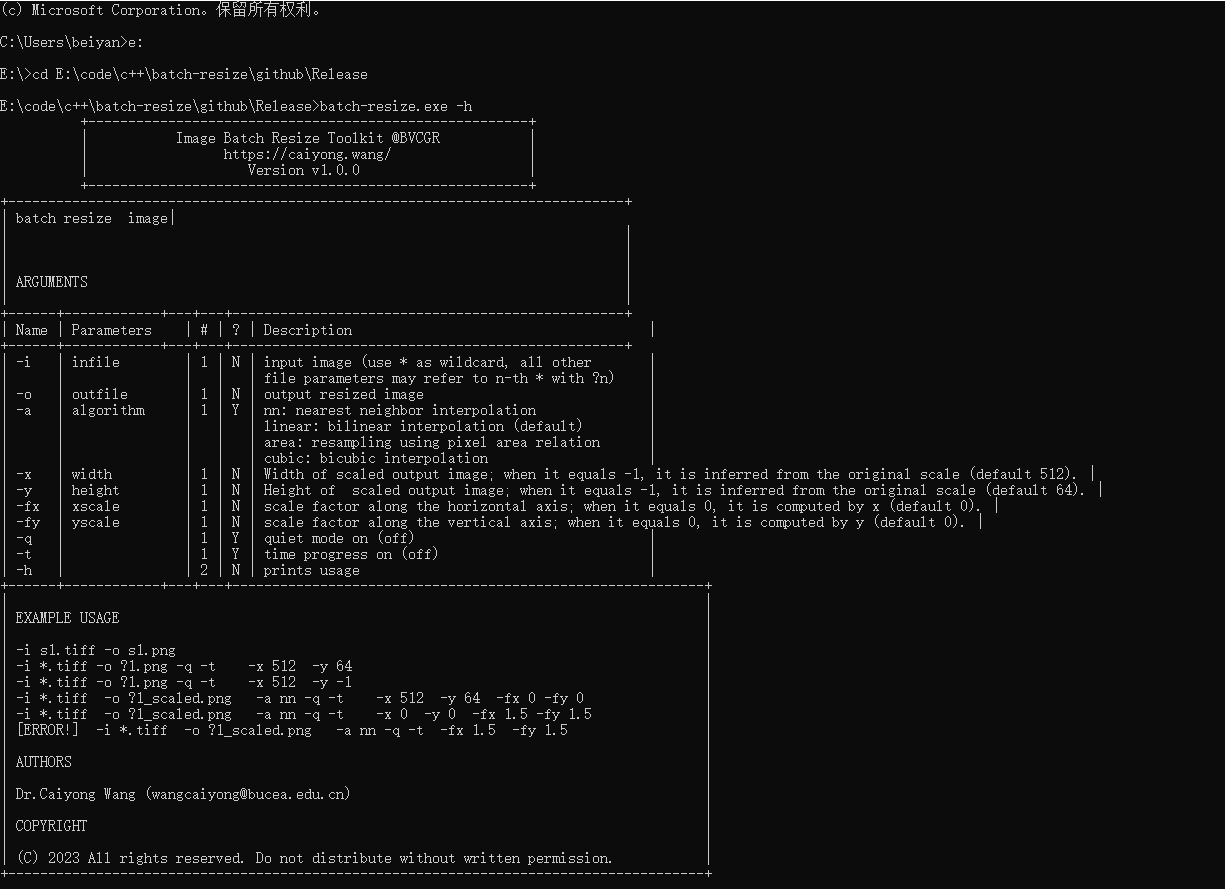 (c) Microsoft Corporation。保留所有权利。
C:\Users\beiyan>e:
E:\>cd E:\code\c++\batch-resize\github\Release
E:\code\c++\batch-resize\github\Release>batch-resize.exe -h
+-------------------------------------------------------+
| Image Batch Resize Toolkit @BVCGR |
| https://caiyong.wang/ |
| Version v1.0.0 |
+-------------------------------------------------------+
+-----------------------------------------------------------------------------+
| batch resize  image|
| |
| ARGUMENTS |
+------+------------+---+---+-------------------------------------------------+
| Name | Parameters | # | ? | Description |
+------+------------+---+---+-------------------------------------------------+
| -i | infile | 1 | N | input image (use * as wildcard, all other |
| | | | | file parameters may refer to n-th * with ?n) |
| -o | outfile | 1 | N | output resized image |
| -a | algorithm | 1 | Y | nn: nearest neighbor interpolation |
| | | | | linear: bilinear interpolation (default) |
| | | | | area: resampling using pixel area relation |
| | | | | cubic: bicubic interpolation |
| -x | width | 1 | N | Width of scaled output image; when it equals -1, it is inferred from the original scale (default 512). |
| -y | height | 1 | N | Height of  scaled output image; when it equals -1, it is inferred from the original scale (default 64). |
| -fx | xscale | 1 | N | scale factor along the horizontal axis; when it equals 0, it is computed by x (default 0). |
| -fy | yscale | 1 | N | scale factor along the vertical axis; when it equals 0, it is computed by y (default 0). |
| -q | | 1 | Y | quiet mode on (off) |
| -t | | 1 | Y | time progress on (off) |
| -h | | 2 | N | prints usage |
+------+------------+---+---+-----------------------------------------------------------+
| EXAMPLE USAGE |
| -i s1.tiff -o s1.png
| -i *.tiff -o ?1.png -q -t    -x 512  -y 64
| -i *.tiff -o ?1.png -q -t    -x 512  -y -1
| -i *.tiff  -o ?1_scaled.png   -a nn -q -t    -x 512  -y 64  -fx 0 -fy 0
| -i *.tiff  -o ?1_scaled.png   -a nn -q -t    -x 0  -y 0  -fx 1.5 -fy 1.5
| [ERROR!]  -i *.tiff  -o ?1_scaled.png   -a nn -q -t  -fx 1.5  -fy 1.5
| AUTHORS |
| Dr.Caiyong Wang (wangcaiyong@bucea.edu.cn) |
| COPYRIGHT |
| (C) 2023 All rights reserved. Do not distribute without written permission. |
+---------------------------------------------------------------------------------------+